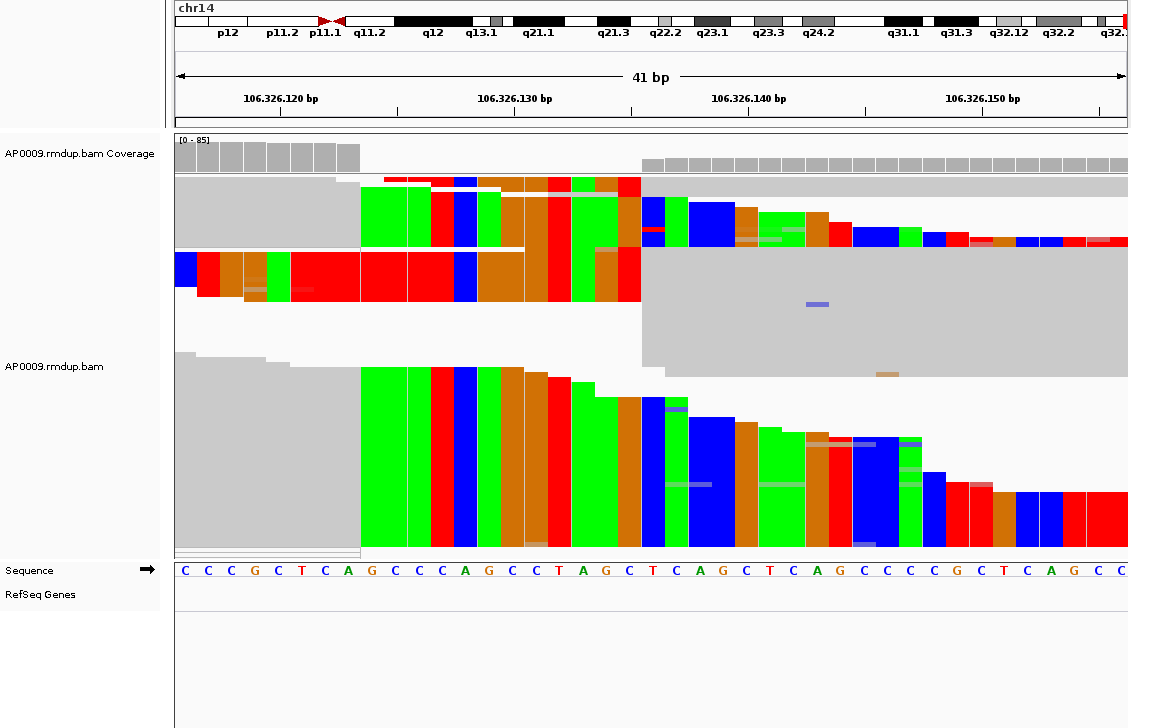 chr14
p12 p11.2 p11.1 q11.2 q12 q13.1 q21.1 q21.3 q22.2 q23.1 q23.3 q24.2 q31.1 q31.3 q32.12 q32.2 q32.
41 bp
106.326.120 bp 106.326.130 bp 106.326.140 bp 106.326.150 bp
[0 - 85]
AP0009.rmdup.bam Coverage
AP0009.rmdup.bam
Sequence C C C G C T C A G C C C A G C C T A G C T C A G C T C A G C C C C G C T C A G C C
RefSeq Genes